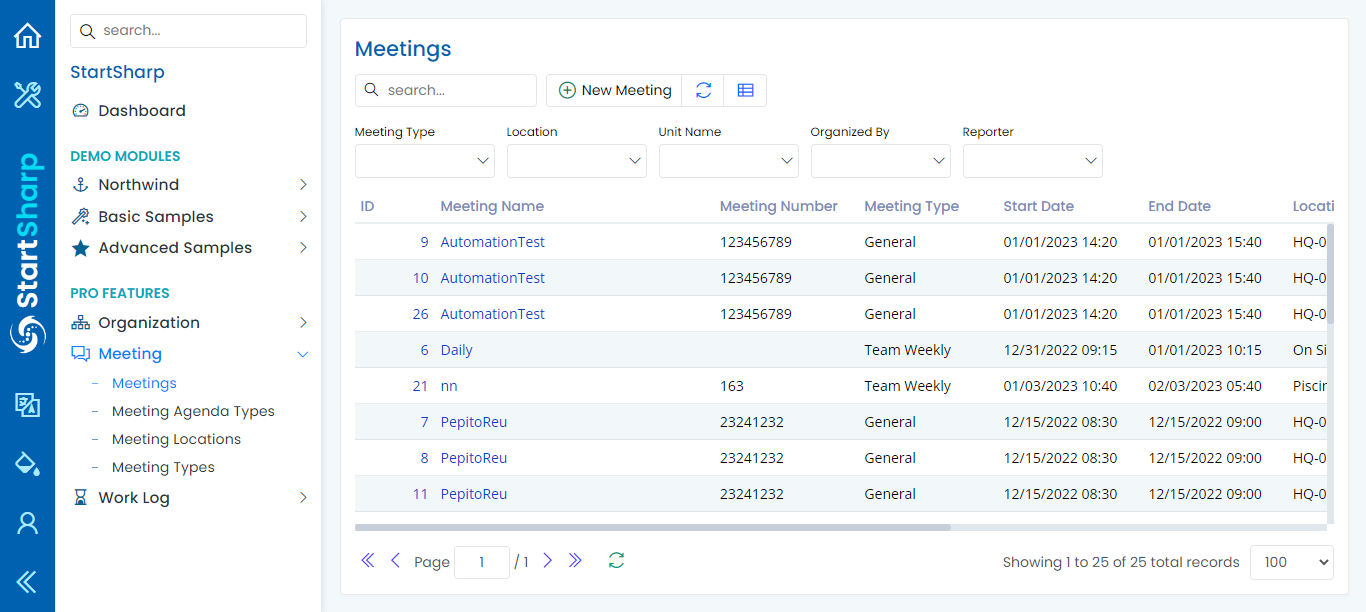 search...
StartSharp
Dashboard
DEMO MODULES
Northwind
Basic Samples
Advanced Samples
PRO FEATURES
Organization
Meeting
Meetings
Meeting Agenda Types
Meeting Locations
Meeting Types
Work Log
StartSharp
Meetings
search...
New Meeting
Meeting Type Location Unit Name Organized By Reporter
ID Meeting Name Meeting Number Meeting Type Start Date End Date Locati
9 AutomationTest 123456789 General 01/01/2023 14:20 01/01/2023 15:40 HQ-0
10 AutomationTest 123456789 General 01/01/2023 14:20 01/01/2023 15:40 HQ-0
26 AutomationTest 123456789 General 01/01/2023 14:20 01/01/2023 15:40 HQ-0
6 Daily Team Weekly 12/31/2022 09:15 01/01/2023 10:15 On Si
21 nn 163 Team Weekly 01/03/2023 10:40 02/03/2023 05:40 Piscin
7 PepitoReu 23241232 General 12/15/2022 08:30 12/15/2022 09:00 HQ-0
8 PepitoReu 23241232 General 12/15/2022 08:30 12/15/2022 09:00 HQ-0
11 PepitoReu 23241232 General 12/15/2022 08:30 12/15/2022 09:00 HQ-0
Page 1 / 1 Showing 1 to 25 of 25 total records 100